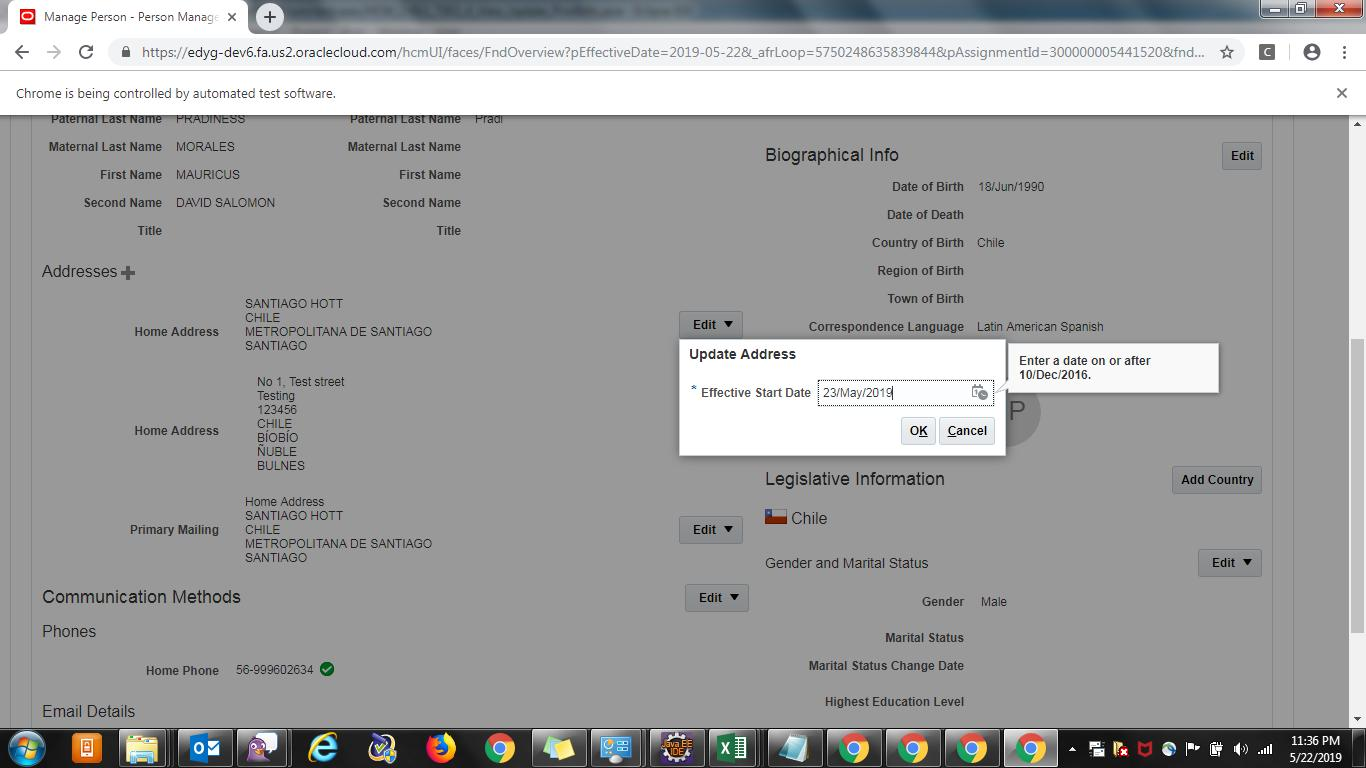 Manage Person - Person Manage
https://edyg-dev6.fa.us2.oraclecloud.com/hcmUI/faces/FndOverview?pEffectiveDate=2019-05-22&_afrLoop=5750248635839844&pAssignmentId=300000005441520&fnd...
Chrome is being controlled by automated test software.
Paternal Last Name PRADINESS Paternal Last Name Pradi
Maternal Last Name MORALES Maternal Last Name
First Name MAURICUS First Name
Second Name DAVID SALOMON Second Name
Title Title
Addresses
Home Address
SANTIAGO HOTT
CHILE
METROPOLITANA DE SANTIAGO
SANTIAGO
Edit
Home Address
No 1, Test street
Testing
123456
CHILE
BÍOBÍO
ÑUBLE
BULNES
Primary Mailing
Home Address
SANTIAGO HOTT
CHILE
METROPOLITANA DE SANTIAGO
SANTIAGO
Edit
Communication Methods
Edit
Phones
Home Phone 56-999602634
Email Details
Biographical Info
Edit
Date of Birth 18/Jun/1990
Date of Death
Country of Birth Chile
Region of Birth
Town of Birth
Correspondence Language Latin American Spanish
Update Address
* Effective Start Date 23/May/2019
OK Cancel
Enter a date on or after
10/Dec/2016.
P
Legislative Information
Add Country
Chile
Gender and Marital Status
Edit
Gender Male
Marital Status
Marital Status Change Date
Highest Education Level
Java EE
IDE
11:36 PM
5/22/2019